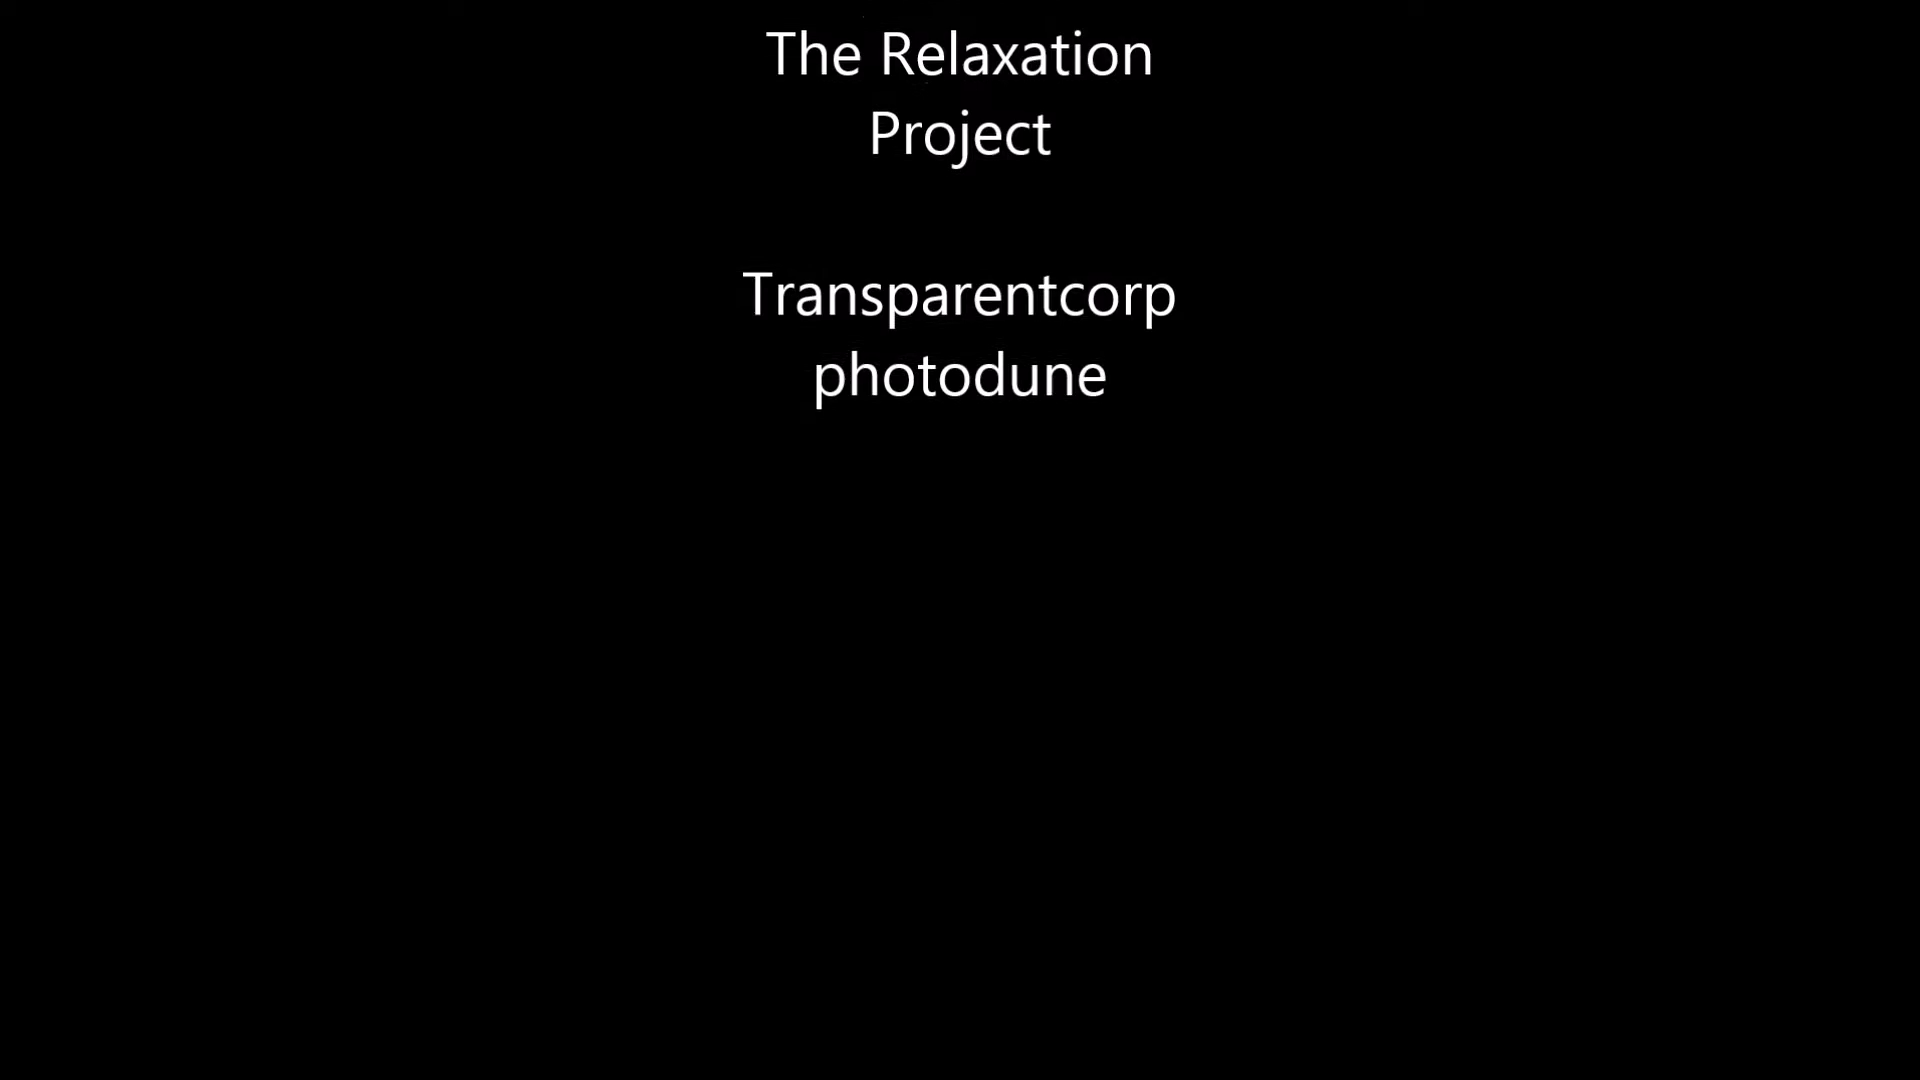 The Relaxation
Project
Transparentcorp
photodune